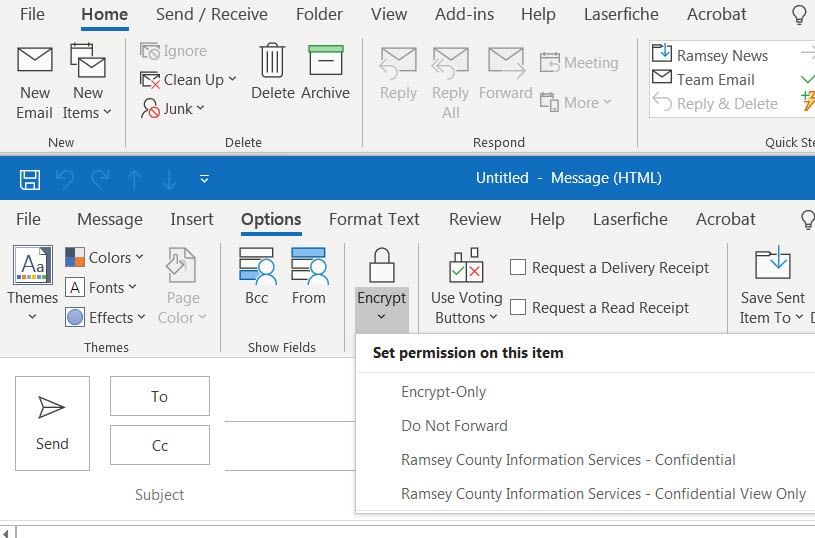 File Home Send / Receive Folder View Add-ins Help Laserfiche Acrobat
New Email
New Items
Ignore
Clean Up
Junk
Delete
Archive
Reply
Reply All
Forward
Meeting
More
Ramsey News
Team Email
Reply & Delete
New
Delete
Respond
Quick Ste
Untitled - Message (HTML)
File Message Insert Options Format Text Review Help Laserfiche Acrobat
Aa
Themes
Colors
A Fonts
Effects
Page Color
Bcc
From
Encrypt
Use Voting Buttons
Request a Delivery Receipt
Request a Read Receipt
Save Sent Item To
Themes
Show Fields
Set permission on this item
Encrypt-Only
Do Not Forward
Ramsey County Information Services - Confidential
Ramsey County Information Services - Confidential View Only
Send
To
Cc
Subject